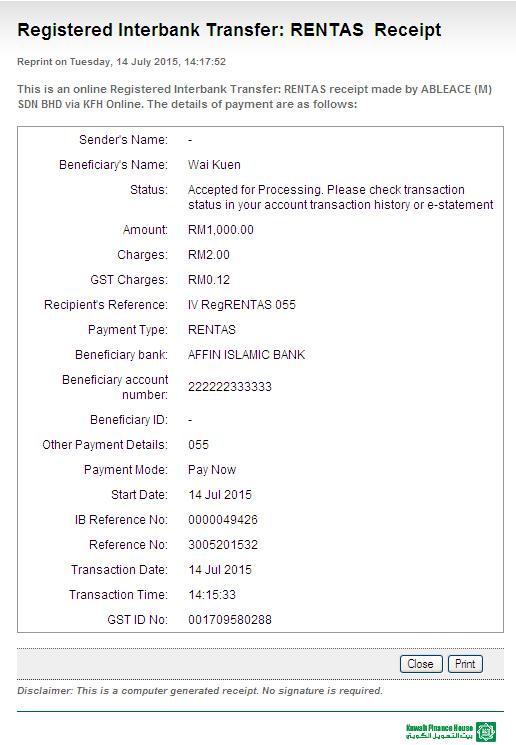 Registered Interbank Transfer: RENTAS Receipt
Reprint on Tuesday, 14 July 2015, 14:17:52
This is an online Registered Interbank Transfer: RENTAS receipt made by ABLEACE (M)
SDN BHD via KFH Online. The details of payment are as follows:
Sender's Name: -
Beneficiary's Name: Wai Kuen
Status: Accepted for Processing. Please check transaction
status in your account transaction history or e-statement
Amount: RM1,000.00
Charges: RM2.00
GST Charges: RM0.12
Recipient's Reference: IV RegRENTAS 055
Payment Type: RENTAS
Beneficiary bank: AFFIN ISLAMIC BANK
Beneficiary account
number: 222222333333
Beneficiary ID: -
Other Payment Details: 055
Payment Mode: Pay Now
Start Date: 14 Jul 2015
IB Reference No: 0000049426
Reference No: 3005201532
Transaction Date: 14 Jul 2015
Transaction Time: 14:15:33
GST ID No: 001709580288
Close Print
Disclaimer: This is a computer generated receipt. No signature is required.
Kuwait Finance House
بيت التمويل الكويتي